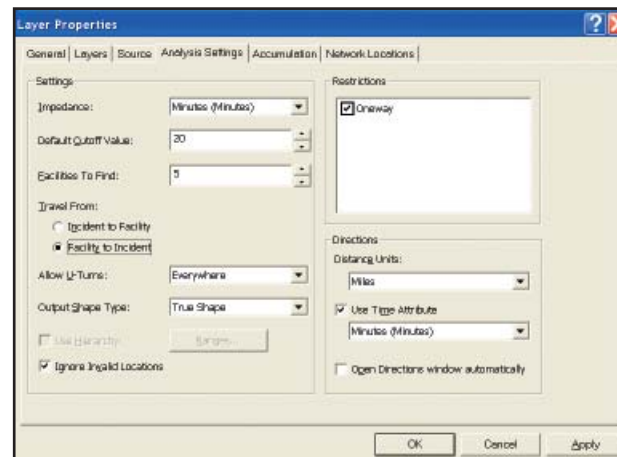 Layer Properties
General Layers Source Analysis Settings Accumulation Network Locations
Settings
Impedance: Minutes (Minutes)
Default Cutoff Value: 20
Facilities To Find: 5
Travel From:
Incident to Facility
Facility to Incident
Allow U-Turns: Everywhere
Output Shape Type: True Shape
Use Hierarchy
Ignore Invalid Locations
Restrictions
Oneway
Directions
Distance Units:
Miles
Use Time Attribute
Minutes (Minutes)
Open Directions window automatically
OK Cancel Apply